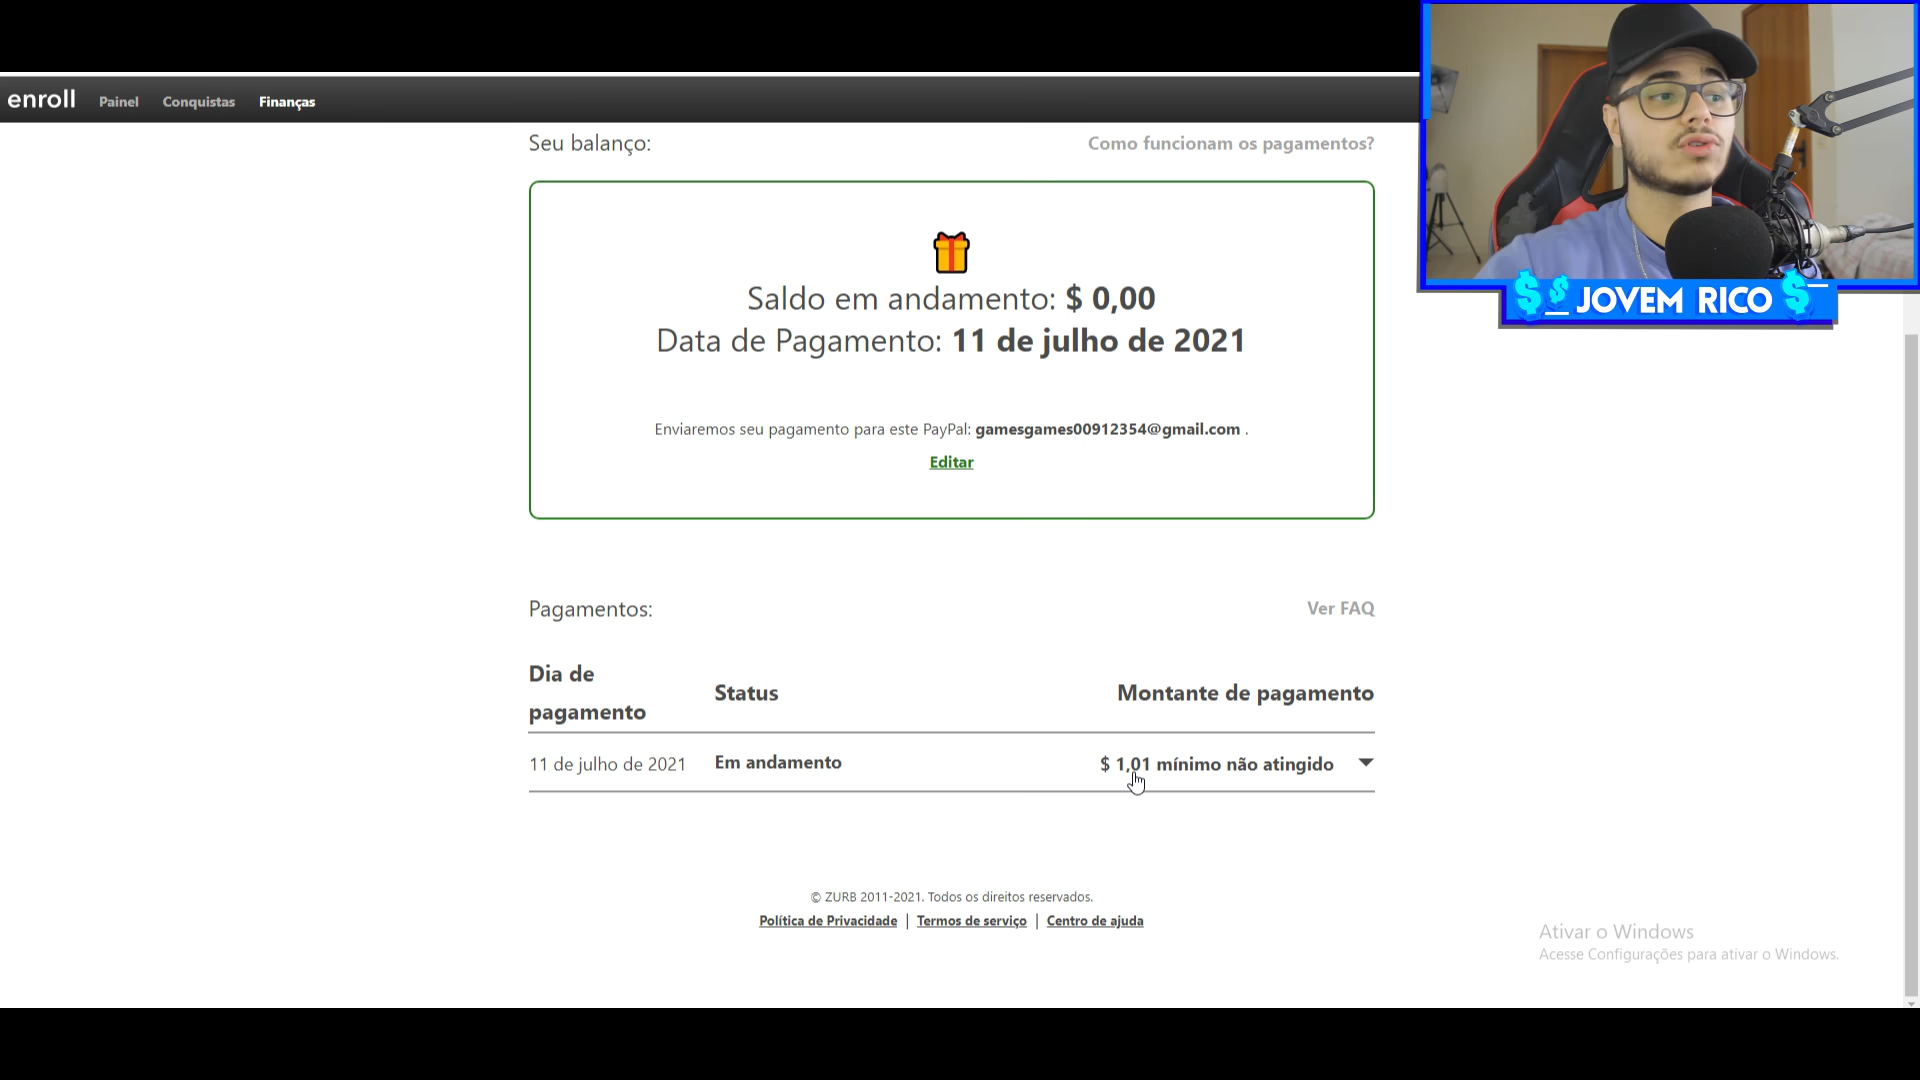 enroll
Painel
Conquistas
Finanças
Seu balanço:
Como funcionam os pagamentos?
Saldo em andamento: $ 0,00
Data de Pagamento: 11 de julho de 2021
Enviaremos seu pagamento para este PayPal: gamesgames00912354@gmail.com .
Editar
$ $ JOVEM RICO $
Pagamentos:
Ver FAQ
Dia de
pagamento
Status
Montante de pagamento
11 de julho de 2021
Em andamento
$ 1,01 mínimo não atingido
© ZURB 2011-2021. Todos os direitos reservados.
Política de Privacidade | Termos de serviço | Centro de ajuda
Ativar o Windows
Acesse Configurações para ativar o Windows.